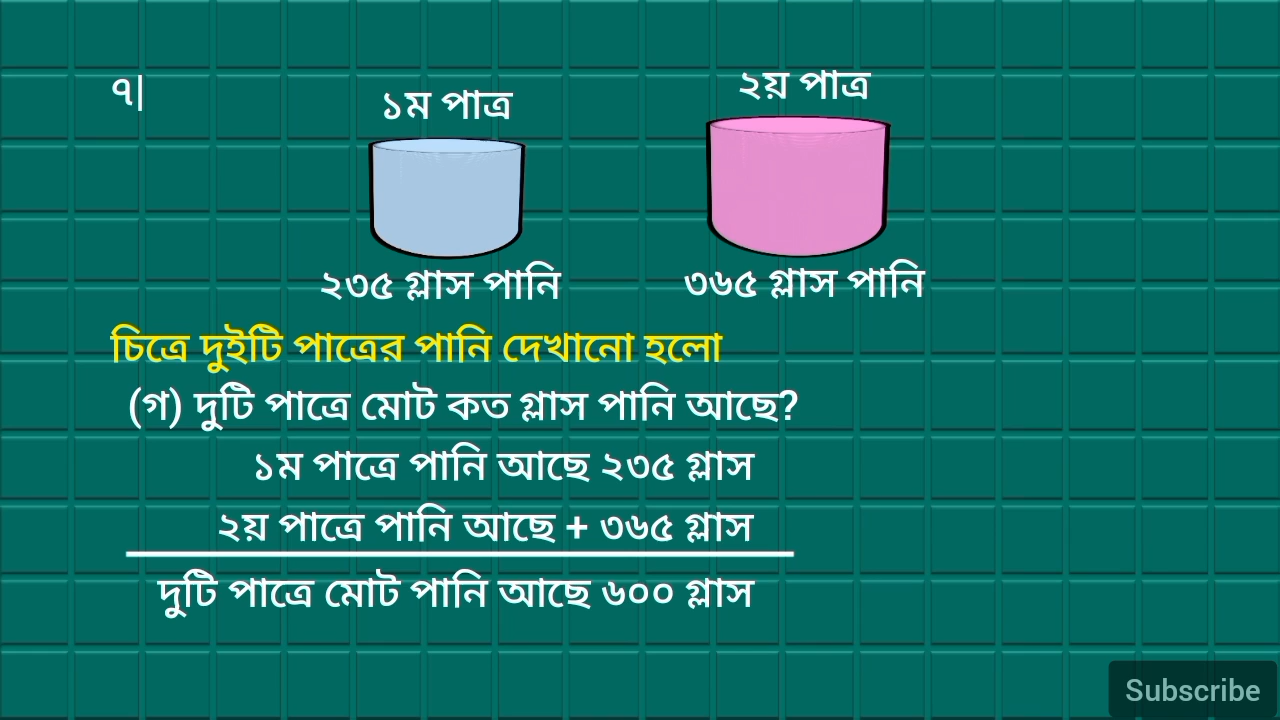 ৭|
১ম পাত্র
২য় পাত্র
২৩৫ গ্লাস পানি
৩৬৫ গ্লাস পানি
চিত্রে দুইটি পাত্রের পানি দেখানো হলো
(গ) দুটি পাত্রে মোট কত গ্লাস পানি আছে?
১ম পাত্রে পানি আছে ২৩৫ গ্লাস
২য় পাত্রে পানি আছে + ৩৬৫ গ্লাস
দুটি পাত্রে মোট পানি আছে ৬০০ গ্লাস
Subscribe